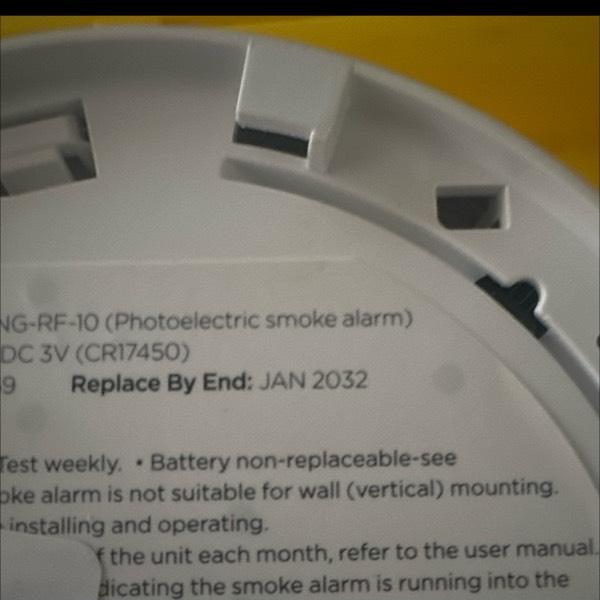 NG-RF-10 (Photoelectric smoke alarm)
DC 3V (CR17450)
9 Replace By End: JAN 2032
Test weekly. • Battery non-replaceable-see
oke alarm is not suitable for wall (vertical) mounting.
installing and operating.
f the unit each month, refer to the user manual.
dicating the smoke alarm is running into the